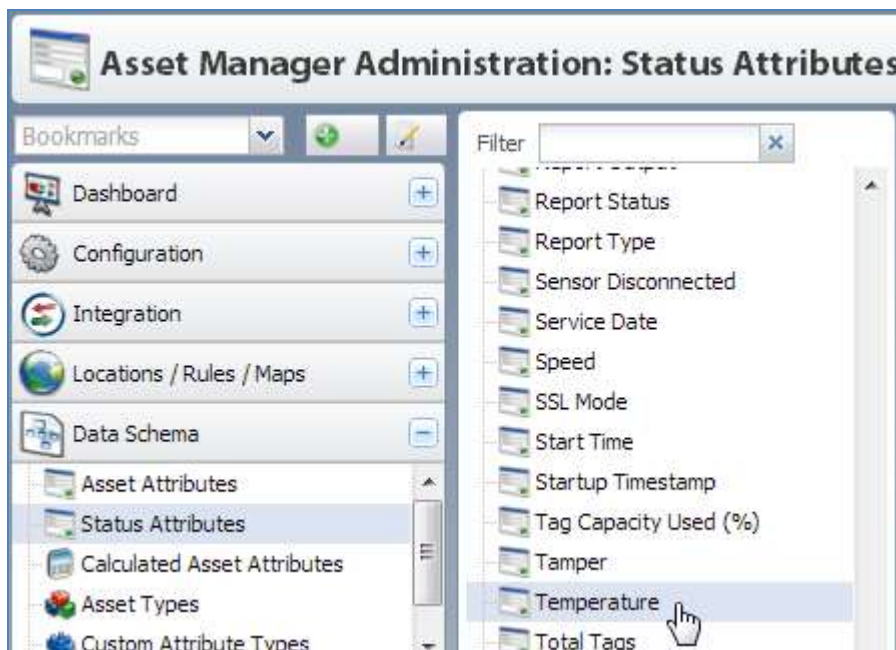 Asset Manager Administration: Status Attributes
Bookmarks
Dashboard
Configuration
Integration
Locations / Rules / Maps
Data Schema
Asset Attributes
Status Attributes
Calculated Asset Attributes
Asset Types
Custom Attribute Types
Filter
Report Output
Report Status
Report Type
Sensor Disconnected
Service Date
Speed
SSL Mode
Start Time
Startup Timestamp
Tag Capacity Used (%)
Tamper
Temperature
Total Tags